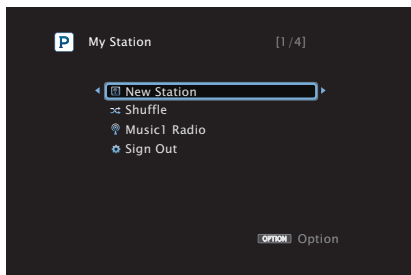 P My Station [1/4]
New Station
Shuffle
Music1 Radio
Sign Out
OPTION Option